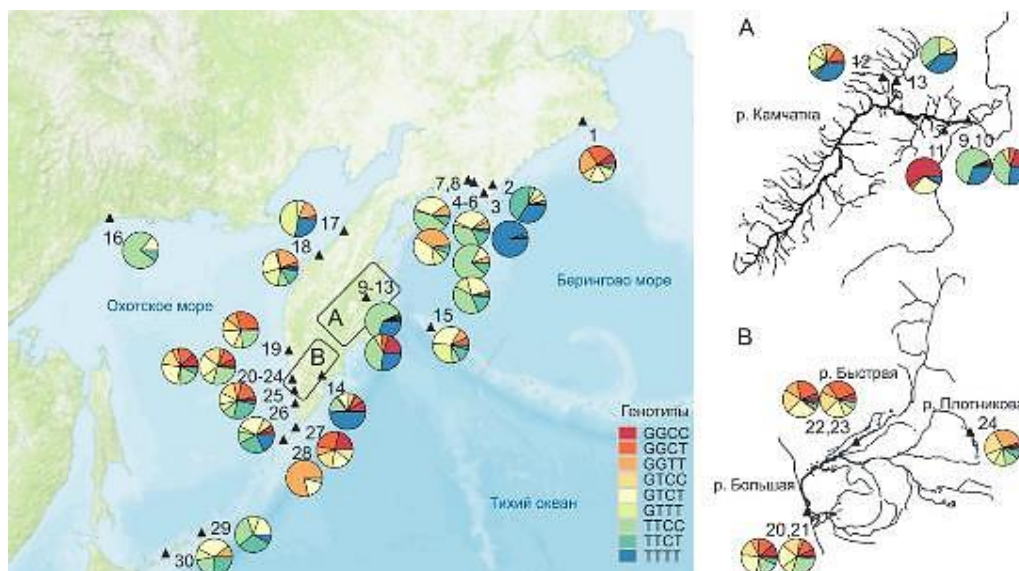 1
2
7,8
4-6
3
17
16
18
9-13
Берингово море
Охотское море
A
15
B
19
20-24
14
25
26
27
28
Генотипы
GGCC
GGCT
GGTT
GTCC
GTCT
GTTT
TTCC
TTCT
TTTT
Тихий океан
29
30
A
12
13
р. Камчатка
11
9,10
B
р. Быстрая
р. Плотникова
22,23
24
р. Большая
20,21